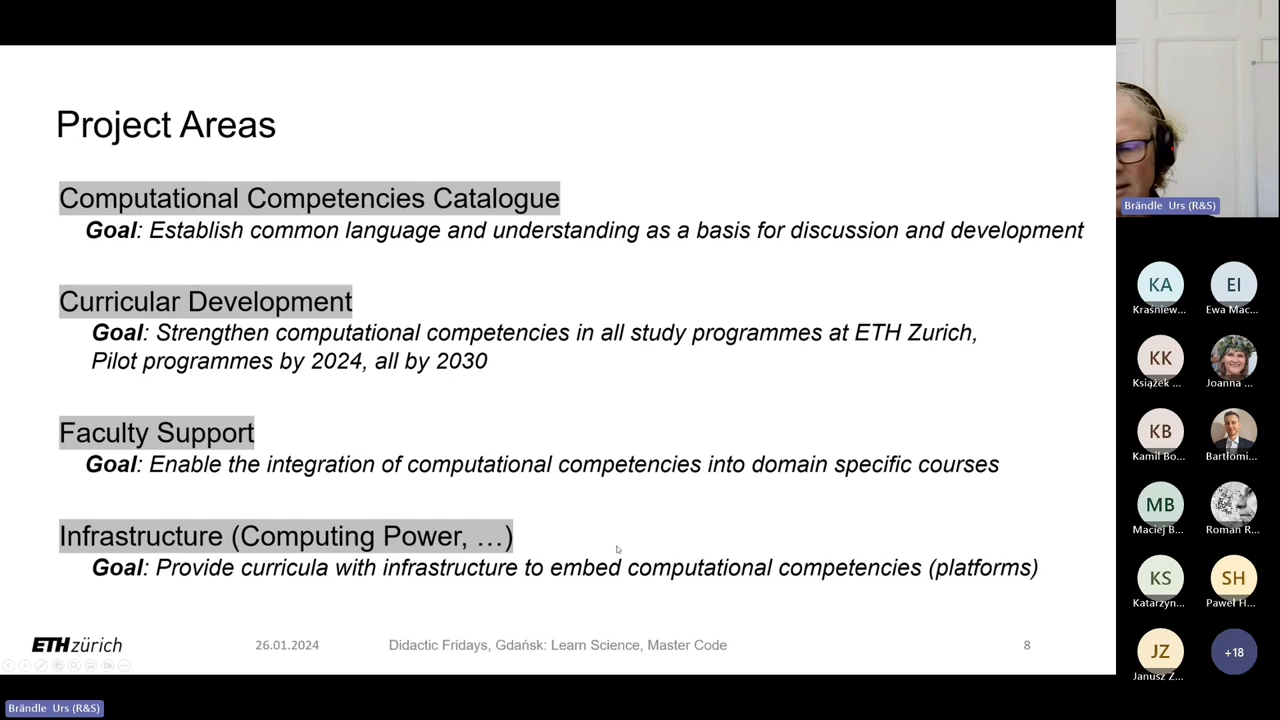 Project Areas
Computational Competencies Catalogue
Goal: Establish common language and understanding as a basis for discussion and development
Curricular Development
Goal: Strengthen computational competencies in all study programmes at ETH Zurich,
Pilot programmes by 2024, all by 2030
Faculty Support
Goal: Enable the integration of computational competencies into domain specific courses
Infrastructure (Computing Power, …)
Goal: Provide curricula with infrastructure to embed computational competencies (platforms)
ETH zürich
26.01.2024
Didactic Fridays, Gdańsk: Learn Science, Master Code
8
Brändle Urs (R&S)
Brändle Urs (R&S)
KA
EI
Kraśniew...
Ewa Mac...
KK
Książek ...
Joanna ...
KB
Kamil Bo...
Bartłomi...
MB
Maciej B...
Roman R...
KS
SH
Katarzyn...
Paweł H...
JZ
+18
Janusz Z...